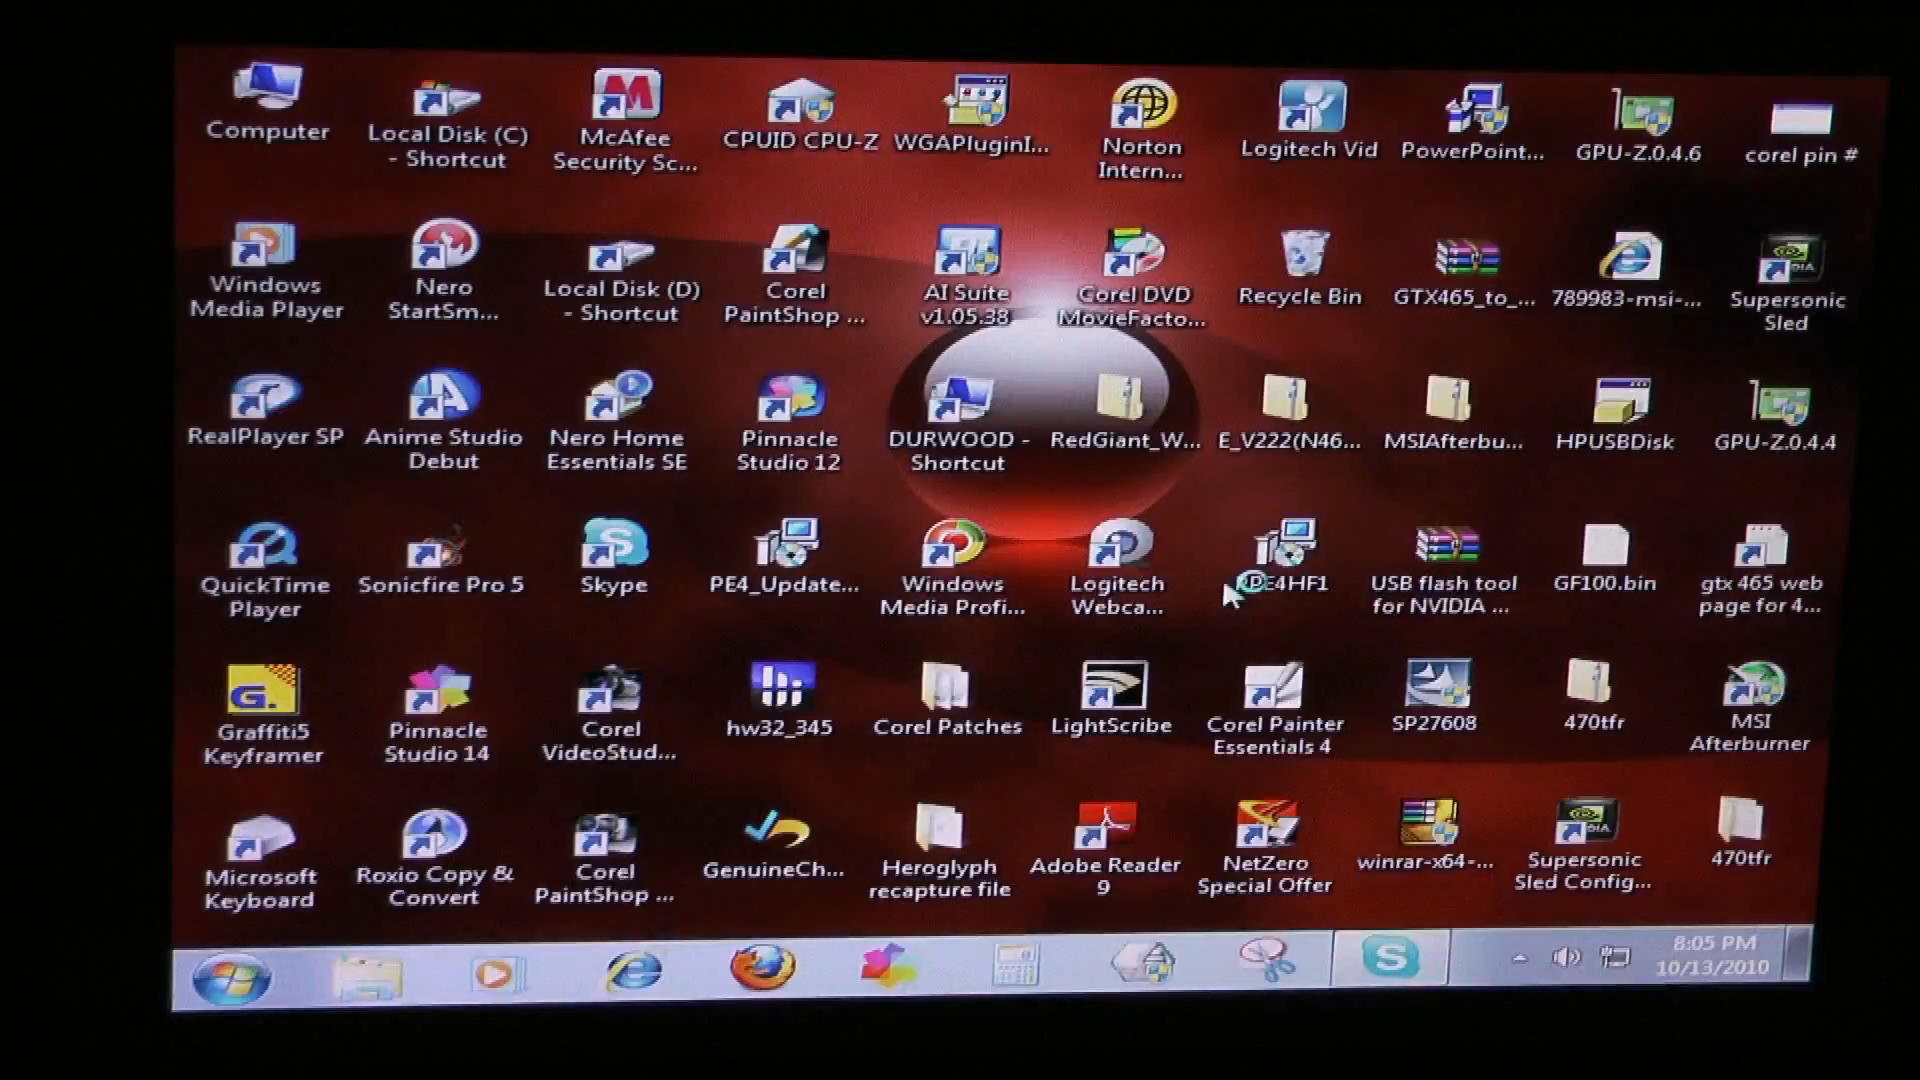 Computer
Local Disk (C)
- Shortcut
McAfee
Security Sc...
CPUID CPU-Z
WGAPluginI...
Norton
Intern...
Logitech Vid
PowerPoint...
GPU-Z.0.4.6
corel pin #
Windows
Media Player
Nero
StartSm...
Local Disk (D)
- Shortcut
Corel
PaintShop ...
AI Suite
v1.05.38
Corel DVD
MovieFacto...
Recycle Bin
GTX465_to_...
789983-msi-...
Supersonic
Sled
RealPlayer SP
Anime Studio
Debut
Nero Home
Essentials SE
Pinnacle
Studio 12
DURWOOD -
Shortcut
RedGiant_W...
E_V222(N46...
MSIAfterbu...
HPUSBDisk
GPU-Z.0.4.4
QuickTime
Player
Sonicfire Pro 5
Skype
PE4_Update...
Windows
Media Profi...
Logitech
Webca...
USB flash tool
for NVIDIA ...
GF100.bin
gtx 465 web
page for 4...
G.
Graffiti5
Keyframer
Pinnacle
Studio 14
Corel
VideoStud...
hw32_345
Corel Patches
LightScribe
Corel Painter
Essentials 4
SP27608
470tfr
MSI
Afterburner
Microsoft
Keyboard
Roxio Copy &
Convert
Corel
PaintShop ...
GenuineCh...
Heroglyph
recapture file
Adobe Reader
9
NetZero
Special Offer
winrar-x64-...
Supersonic
Sled Config...
470tfr
8:05 PM
10/13/2010